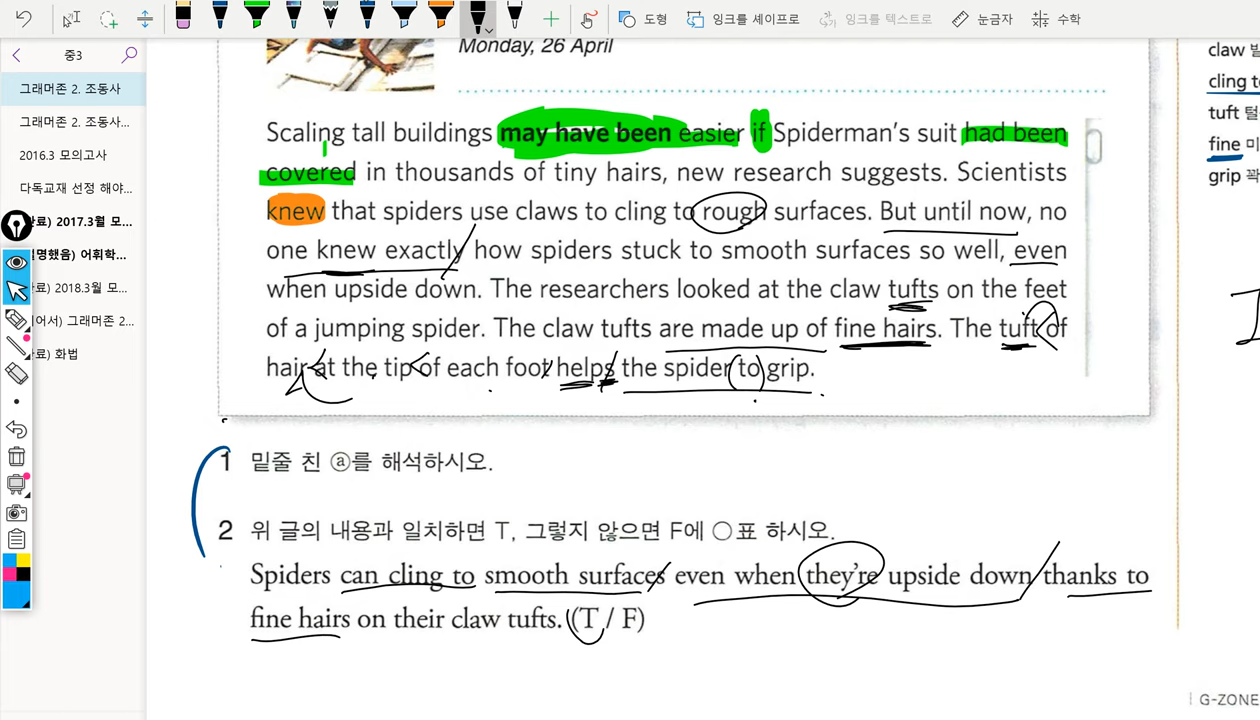 도형
잉크를 셰이프로
잉크를 텍스트로
눈금자
수학
중3
그래머존 2. 조동사
그래머존 2. 조동사...
2016.3 모의고사
다독교재 선정 해야...
료) 2017.3월 모...
명했음) 어휘학...
료) 2018.3월 모...
이어서) 그래머존 2...
료) 화법
Monday, 26 April
Scaling tall buildings may have been easier if Spiderman's suit had been
covered in thousands of tiny hairs, new research suggests. Scientists
knew that spiders use claws to cling to rough surfaces. But until now, no
one knew exactly how spiders stuck to smooth surfaces so well, even
when upside down. The researchers looked at the claw tufts on the feet
of a jumping spider. The claw tufts are made up of fine hairs. The tuft of
hair at the tip of each foot helps the spider to grip.
1 밑줄 친 ⓐ를 해석하시오.
2 위 글의 내용과 일치하면 T, 그렇지 않으면 F에 ○표 하시오.
Spiders can cling to smooth surfaces even when they're upside down thanks to
fine hairs on their claw tufts. (T / F)
claw
cling to
tuft 털
fine 미
grip 꽉
G-ZONE